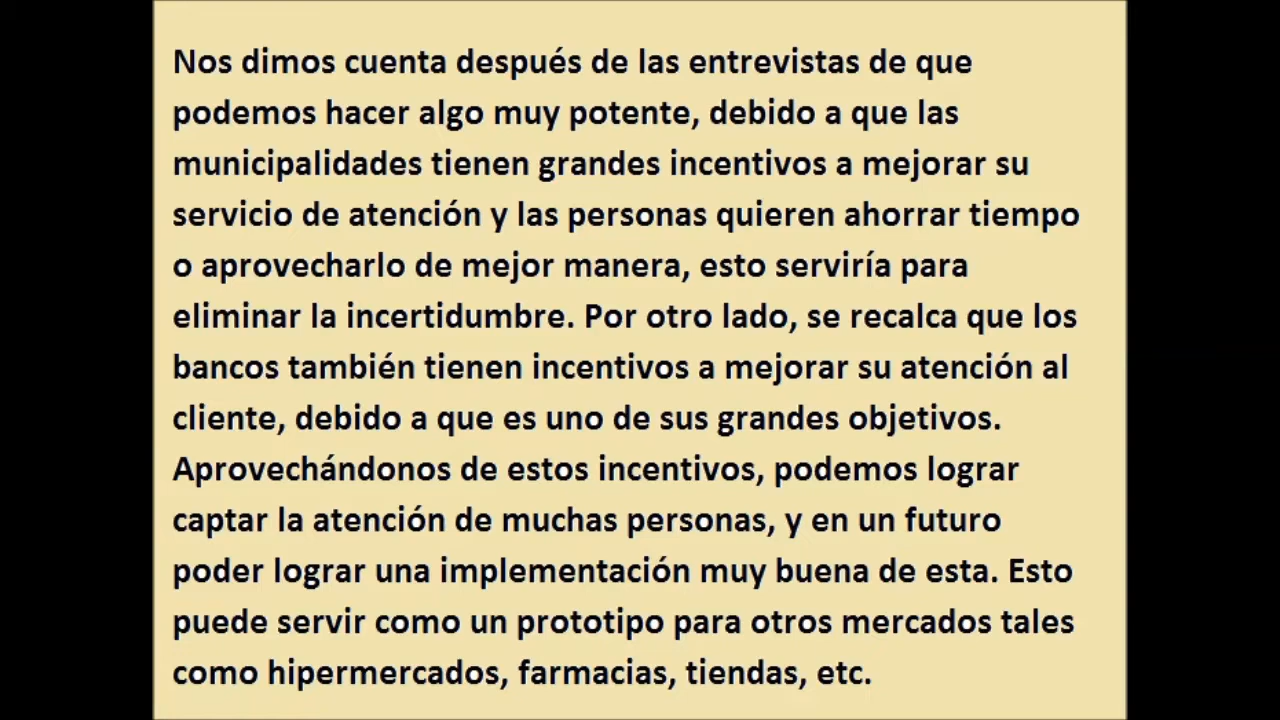 Nos dimos cuenta después de las entrevistas de que
podemos hacer algo muy potente, debido a que las
municipalidades tienen grandes incentivos a mejorar su
servicio de atención y las personas quieren ahorrar tiempo
o aprovecharlo de mejor manera, esto serviría para
eliminar la incertidumbre. Por otro lado, se recalca que los
bancos también tienen incentivos a mejorar su atención al
cliente, debido a que es uno de sus grandes objetivos.
Aprovechándonos de estos incentivos, podemos lograr
captar la atención de muchas personas, y en un futuro
poder lograr una implementación muy buena de esta. Esto
puede servir como un prototipo para otros mercados tales
como hipermercados, farmacias, tiendas, etc.